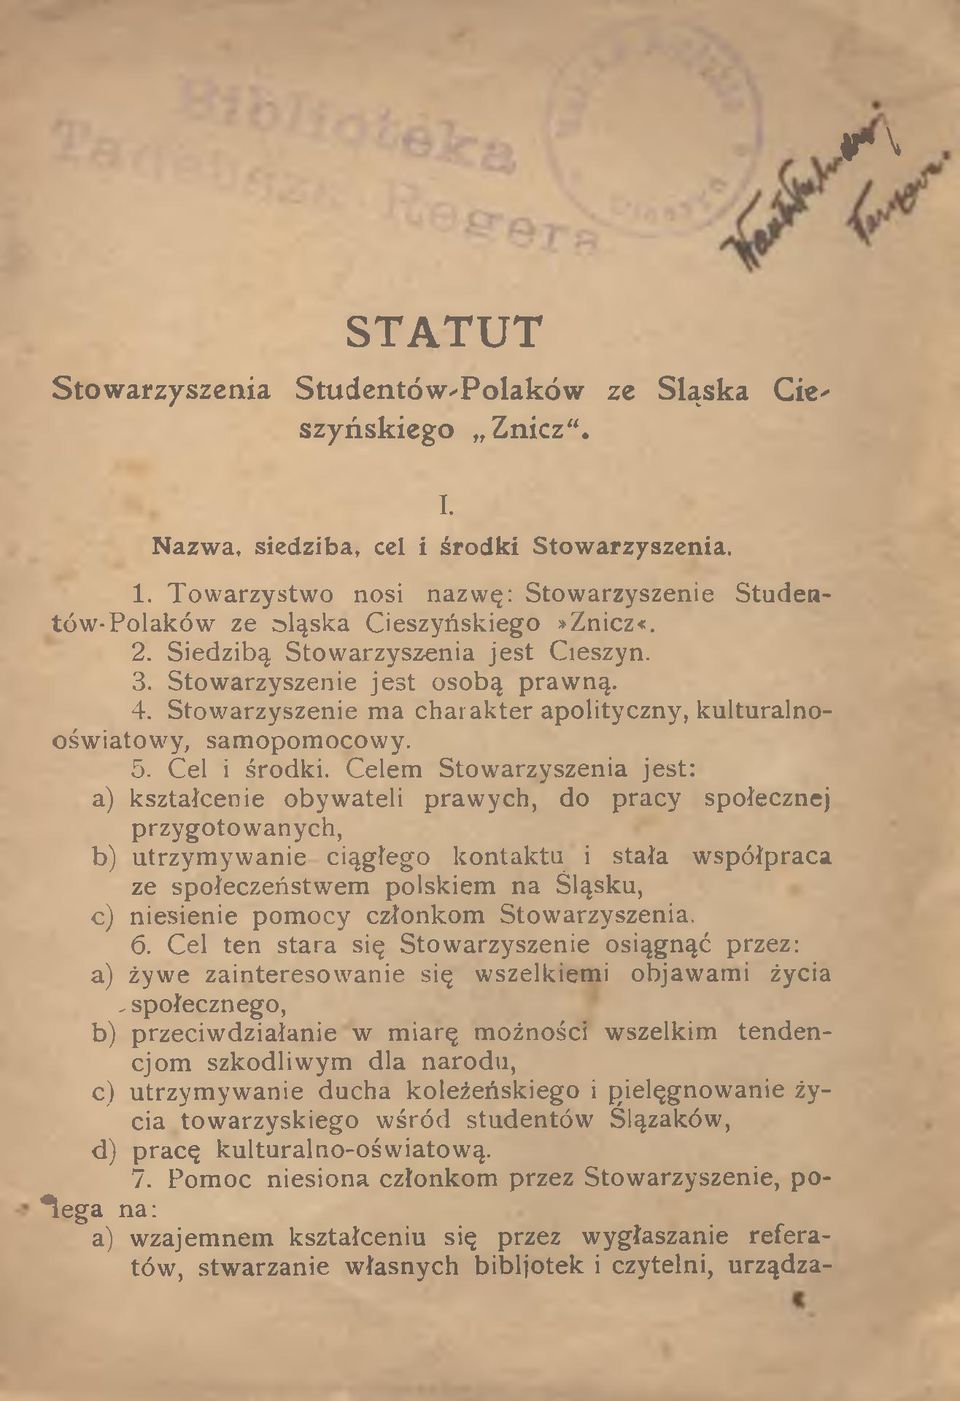 Biblioteka
Tadeusza Regera
STATUT
Stowarzyszenia Studentów-Polaków ze Sląska Cie-
szyńskiego „Znicz“.
I.
Nazwa, siedziba, cel i środki Stowarzyszenia.
1. Towarzystwo nosi nazwę: Stowarzyszenie Studen-
tów-Polaków ze Śląska Cieszyńskiego »Znicz«.
2. Siedzibą Stowarzyszenia jest Cieszyn.
3. Stowarzyszenie jest osobą prawną.
4. Stowarzyszenie ma charakter apolityczny, kulturalno-
oświatowy, samopomocowy.
5. Cel i środki. Celem Stowarzyszenia jest:
a) kształcenie obywateli prawych, do pracy społecznej
przygotowanych,
b) utrzymywanie ciągłego kontaktu i stała współpraca
ze społeczeństwem polskiem na Śląsku,
c) niesienie pomocy członkom Stowarzyszenia.
6. Cel ten stara się Stowarzyszenie osiągnąć przez:
a) żywe zainteresowanie się wszelkiemi objawami życia
społecznego,
b) przeciwdziałanie w miarę możności wszelkim tenden-
cjom szkodliwym dla narodu,
c) utrzymywanie ducha koleżeńskiego i pielęgnowanie ży-
cia towarzyskiego wśród studentów Ślązaków,
d) pracę kulturalno-oświatową.
7. Pomoc niesiona członkom przez Stowarzyszenie, po-
lega na:
a) wzajemnem kształceniu się przez wygłaszanie refera-
tów, stwarzanie własnych bibljotek i czytelni, urządza-